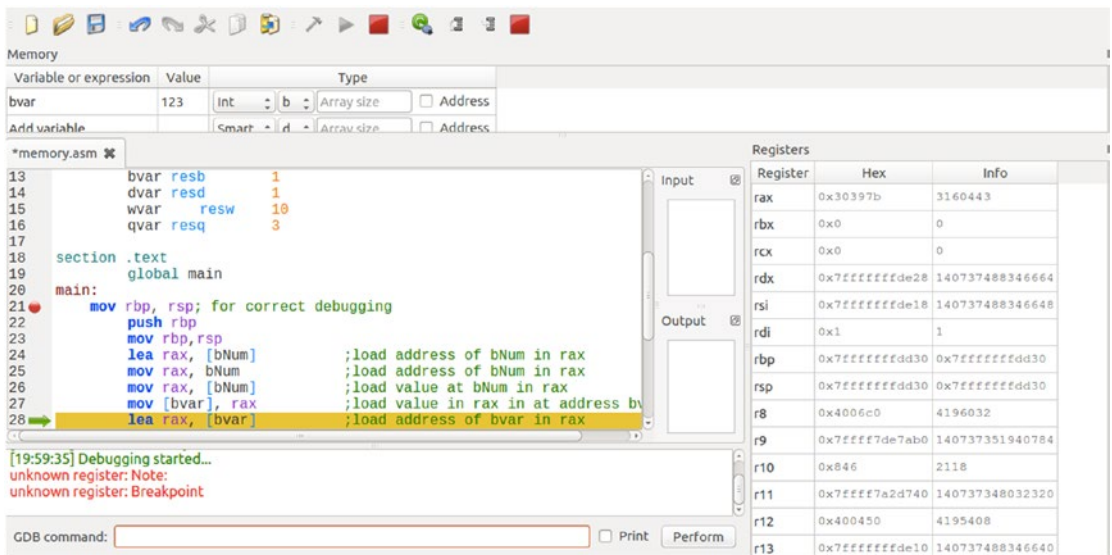 Memory
Variable or expression Value Type
bvar 123 Int b Array size Address
Add variable Smart d Array size Address
*memory.asm
13 bvar resb 1
14 dvar resd 1
15 wvar resw 10
16 qvar resq 3
17
18 section .text
19 global main
20 main:
21 mov rbp, rsp; for correct debugging
22 push rbp
23 mov rbp,rsp
24 lea rax, [bNum] ;load address of bNum in rax
25 mov rax, bNum ;load address of bNum in rax
26 mov rax, [bNum] ;load value at bNum in rax
27 mov [bvar], rax ;load value in rax in at address bv
28 lea rax, [bvar] ;load address of bvar in rax
Input
Output
[19:59:35] Debugging started...
unknown register: Note:
unknown register: Breakpoint
GDB command: Print Perform
Registers
Register Hex Info
rax 0x30397b 3160443
rbx 0x0 0
rcx 0x0 0
rdx 0x7fffffffde28 140737488346664
rsi 0x7fffffffde18 140737488346648
rdi 0x1 1
rbp 0x7fffffffdd30 0x7fffffffdd30
rsp 0x7fffffffdd30 0x7fffffffdd30
r8 0x4006c0 4196032
r9 0x7ffff7de7ab0 140737351940784
r10 0x846 2118
r11 0x7ffff7a2d740 140737348032320
r12 0x400450 4195408
r13 0x7fffffffde10 140737488346640